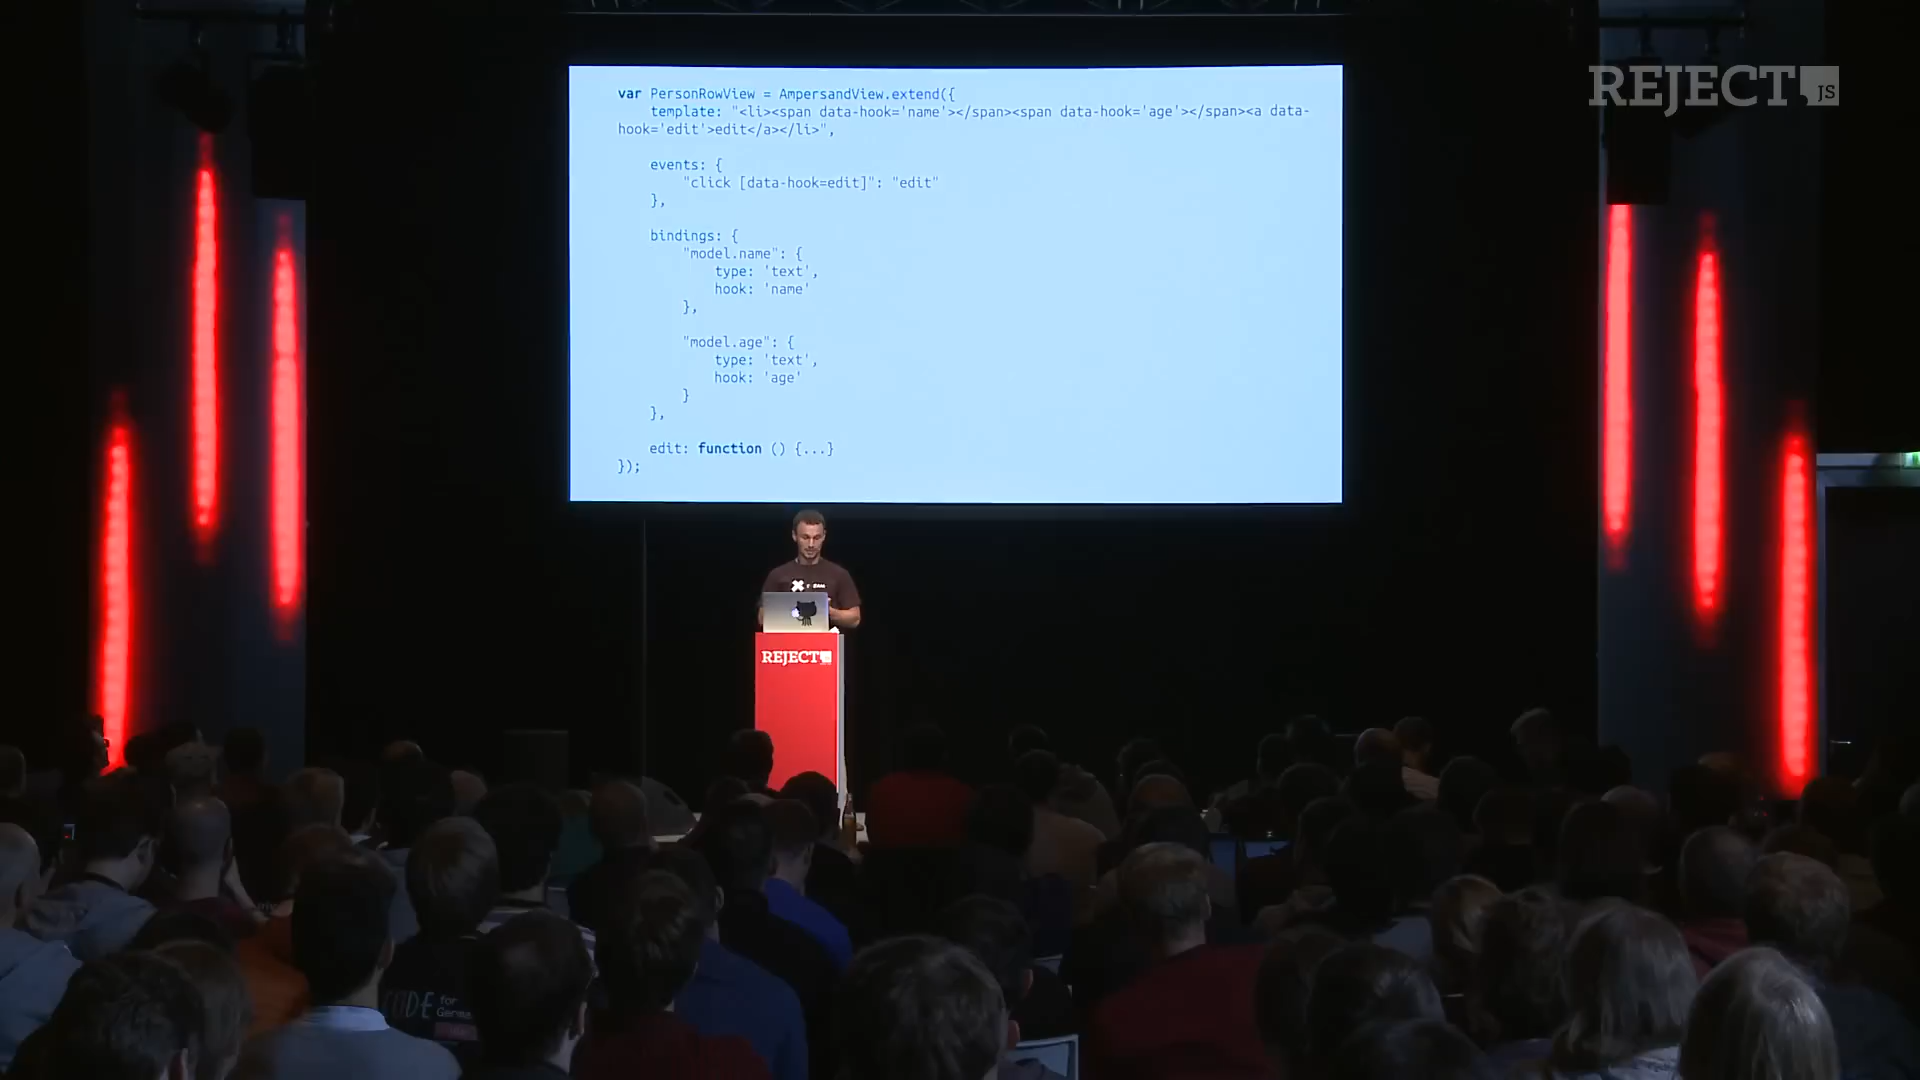 REJECT.JS
var PersonRowView = AmpersandView.extend({
template: "<li><span data-hook='name'></span><span data-hook='age'></span><a data-
hook='edit'>edit</a></li>",
events: {
"click [data-hook=edit]": "edit"
},
bindings: {
"model.name": {
type: 'text',
hook: 'name'
},
"model.age": {
type: 'text',
hook: 'age'
}
},
edit: function () {...}
});
REJECT
CODE for